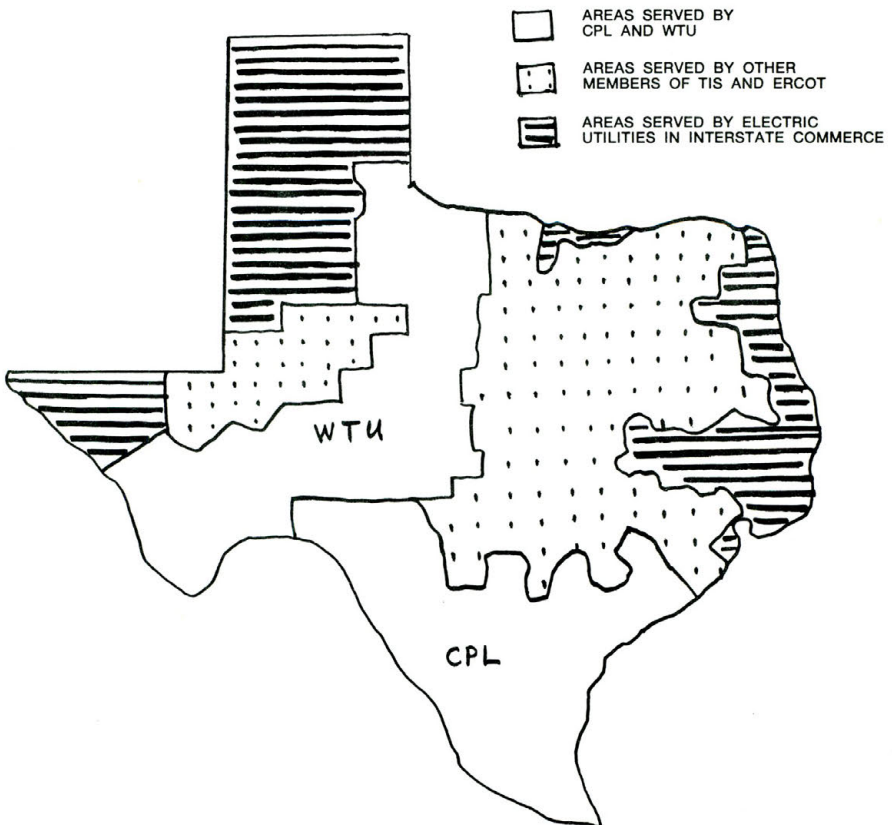 AREAS SERVED BY
CPL AND WTU
AREAS SERVED BY OTHER
MEMBERS OF TIS AND ERCOT
AREAS SERVED BY ELECTRIC
UTILITIES IN INTERSTATE COMMERCE
WTU
CPL